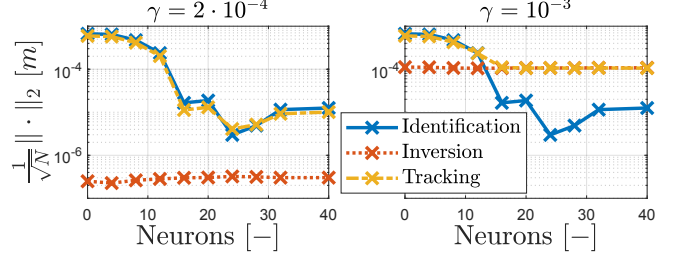 γ = 2 · 10⁻⁴
γ = 10⁻³
1/√N ‖ · ‖₂ [m]
10⁻⁴
10⁻⁶
0 10 20 30 40
Neurons [−]
10⁻⁴
0 10 20 30 40
Neurons [−]
Identification
Inversion
Tracking